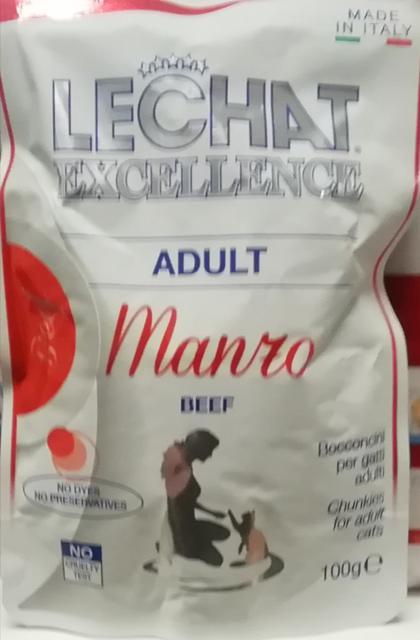 MADE
IN ITALY
LECHAT
EXCELLENCE
ADULT
Manzo
BEEF
NO DYES
NO PRESERVATIVES
Bocconcini
per gatti
adulti
Chunkies
for adult
cats
NO
CRUELTY
TEST
100g ℮